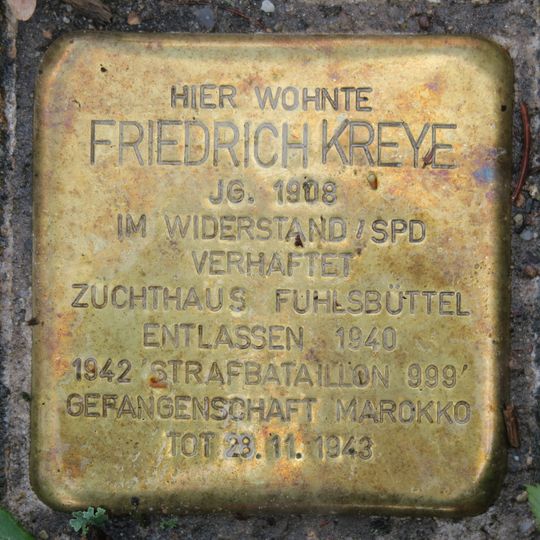 HIER WOHNTE
FRIEDRICH KREYE
JG. 1908
IM WIDERSTAND / SPD
VERHAFTET
ZUCHTHAUS FUHLSBÜTTEL
ENTLASSEN 1940
1942 'STRAFBATAILLON 999'
GEFANGENSCHAFT MAROKKO
TOT 28.11.1943